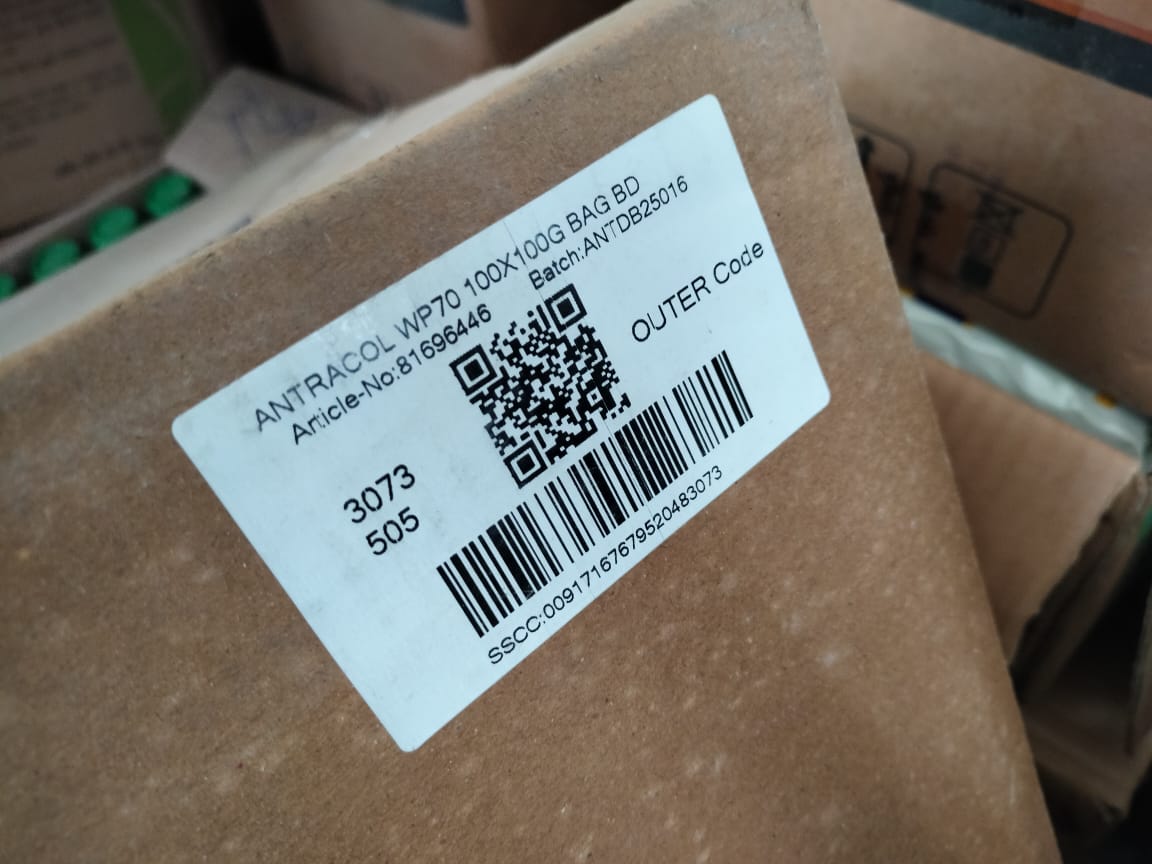 ANTRACOL WP70 100X100G BAG BD
Article-No:81696446 Batch:ANTDB25016
OUTER Code
3073
505
SSCC:00917167679520483073